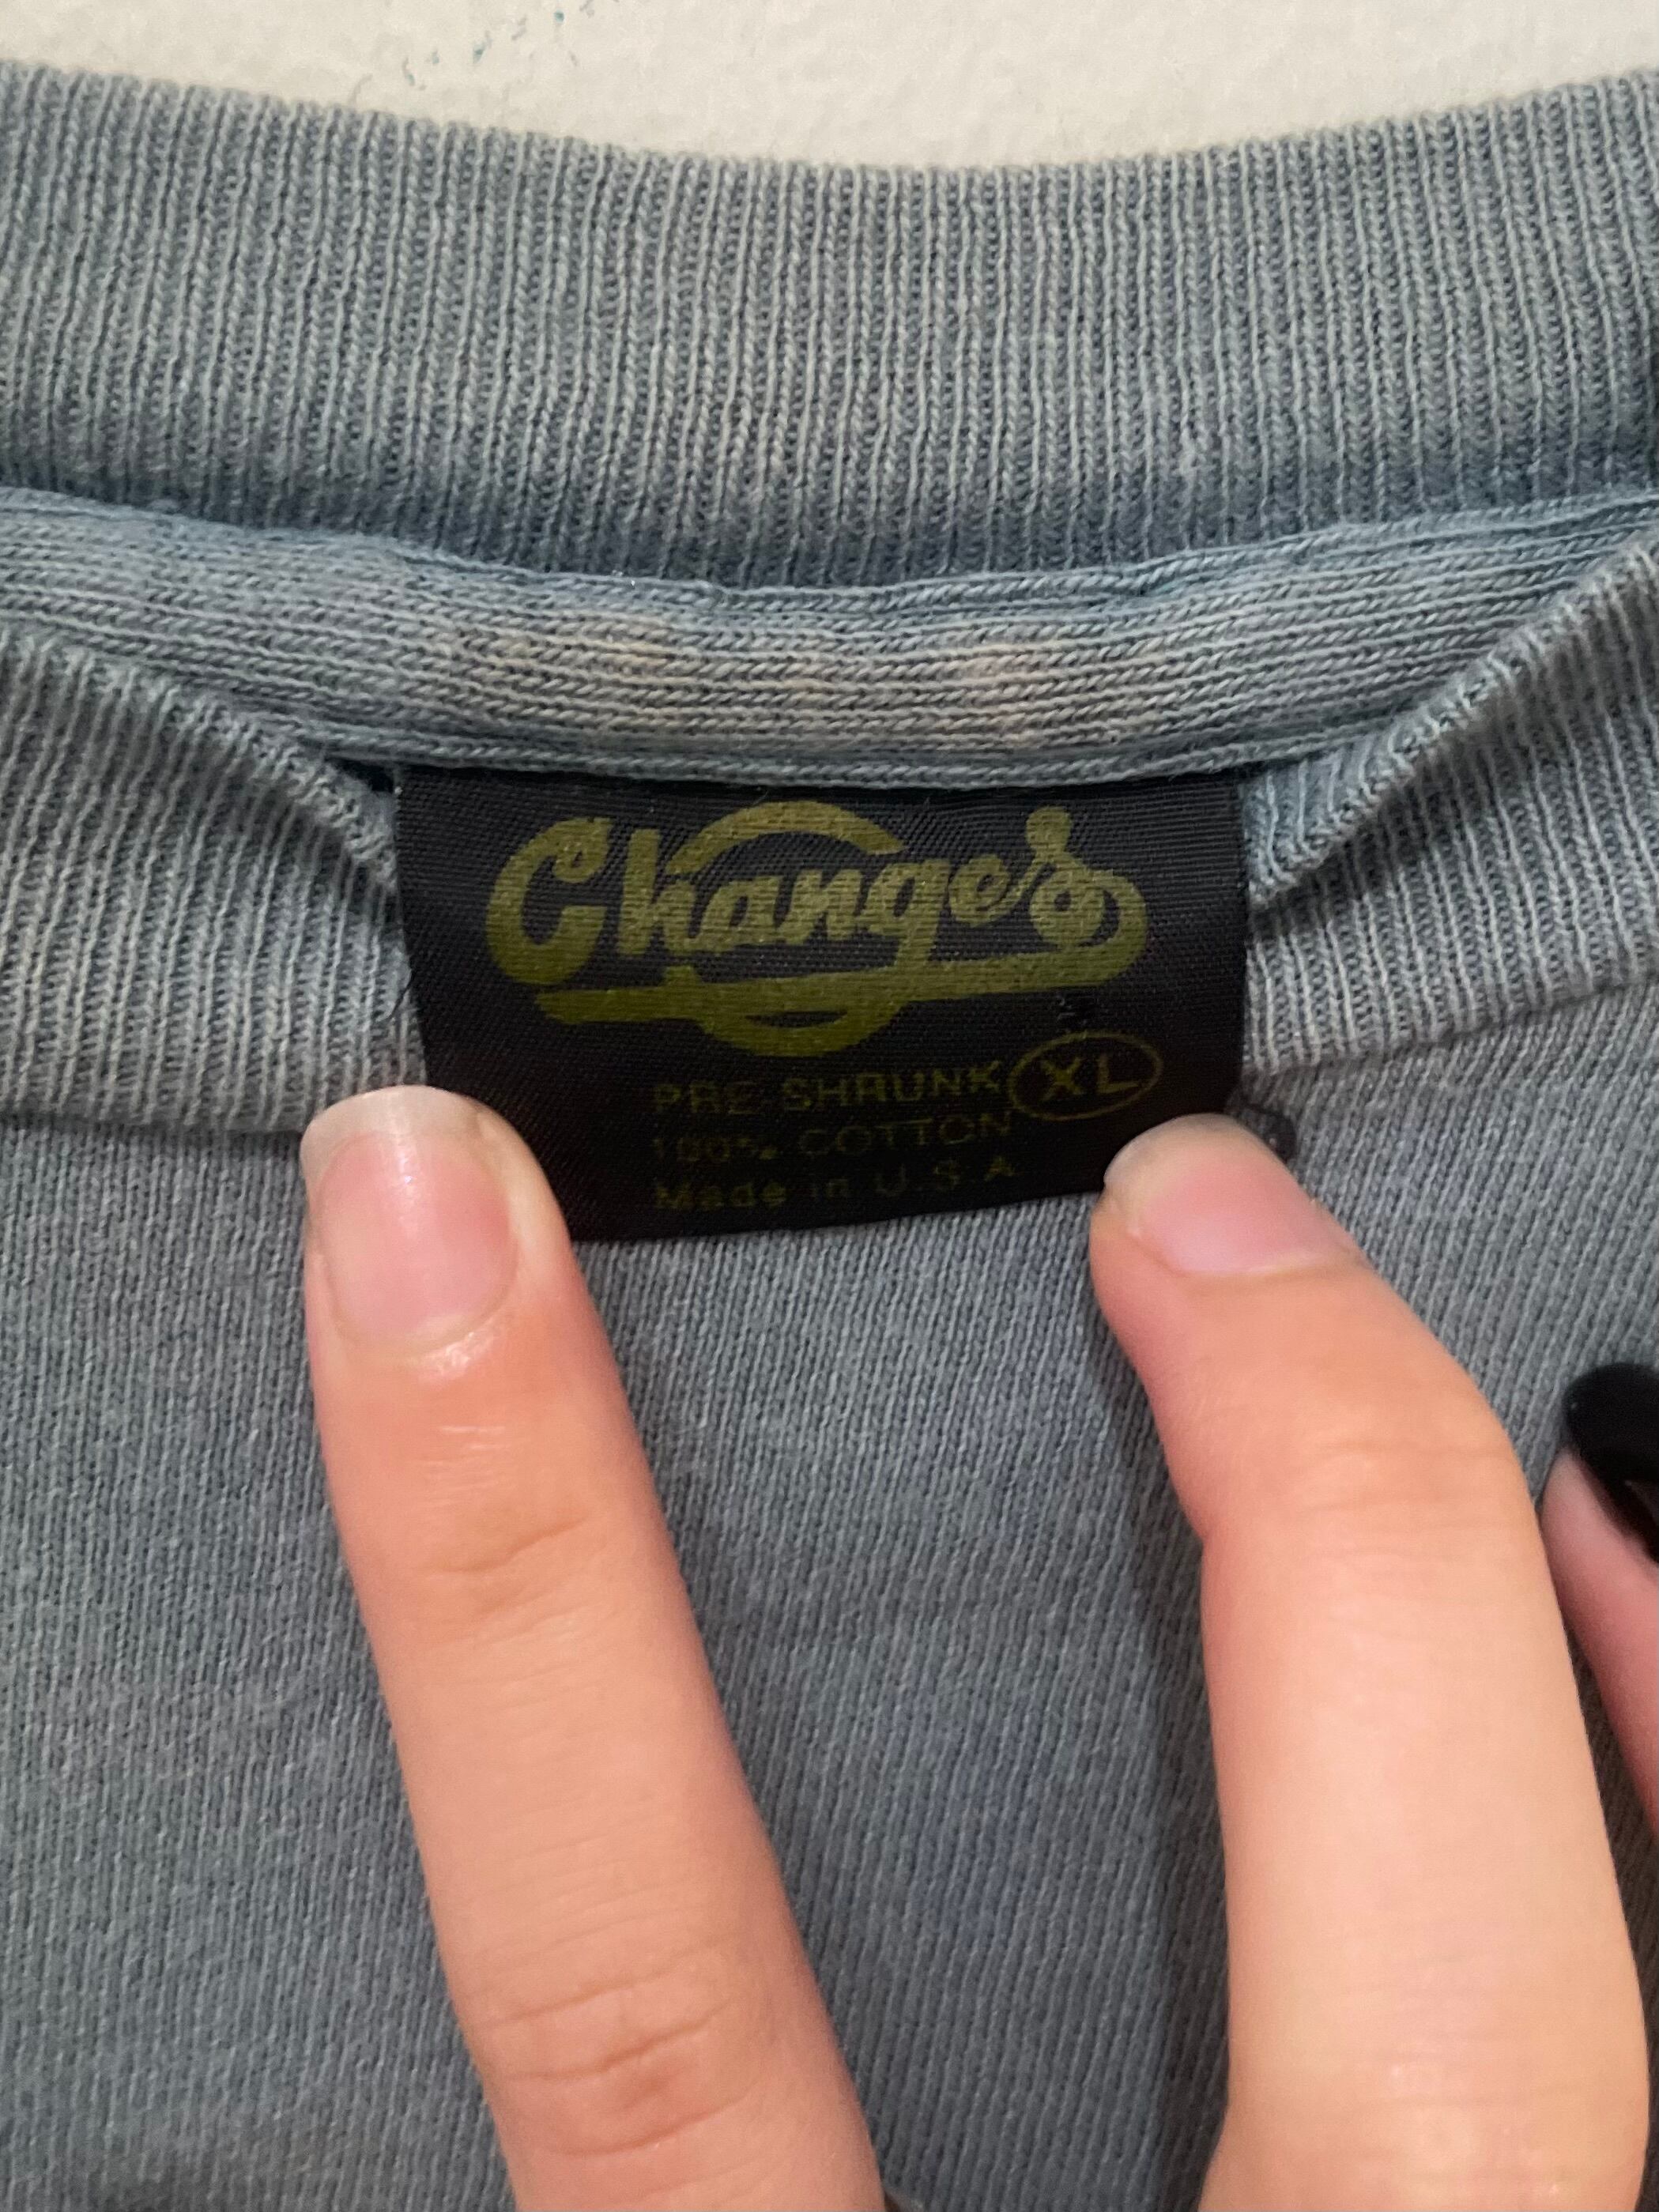 Changes
PRE-SHRUNK XL
100% COTTON
Made in U.S.A